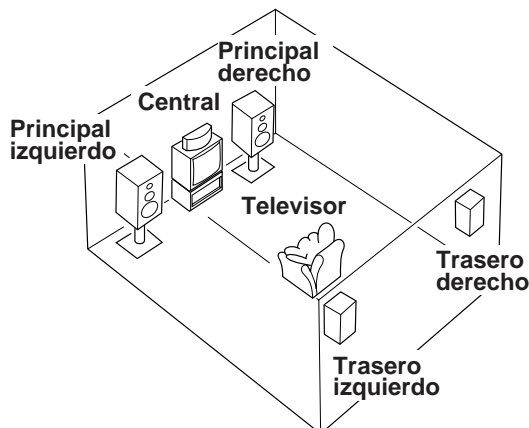 Principal
derecho
Central
Principal
izquierdo
Televisor
Trasero
derecho
Trasero
izquierdo